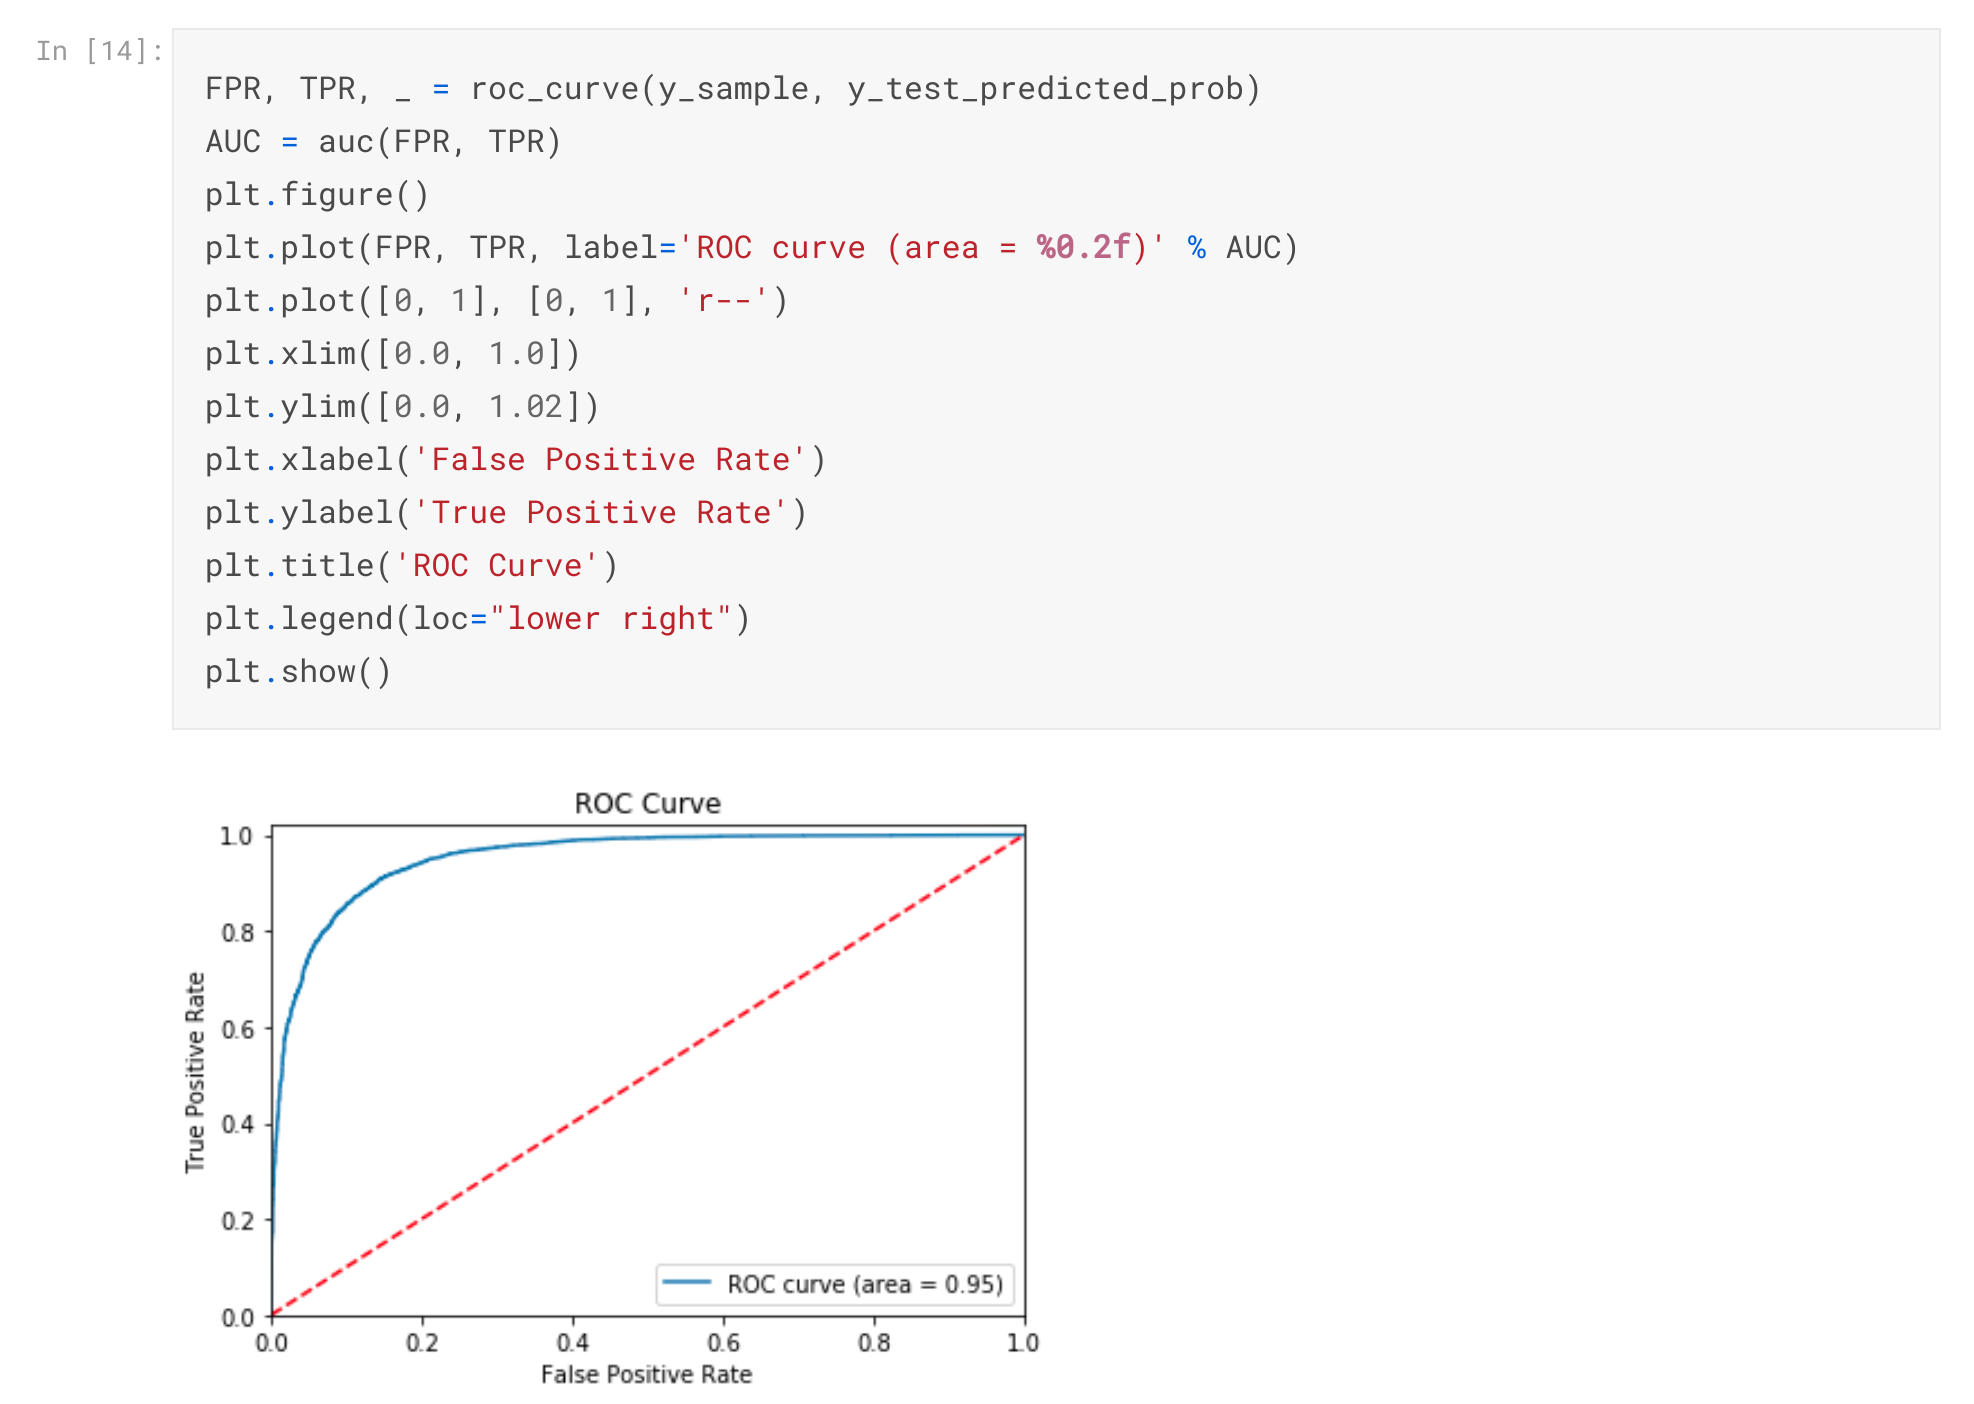 In [14]:
FPR, TPR, _ = roc_curve(y_sample, y_test_predicted_prob)
AUC = auc(FPR, TPR)
plt.figure()
plt.plot(FPR, TPR, label='ROC curve (area = %0.2f)' % AUC)
plt.plot([0, 1], [0, 1], 'r--')
plt.xlim([0.0, 1.0])
plt.ylim([0.0, 1.02])
plt.xlabel('False Positive Rate')
plt.ylabel('True Positive Rate')
plt.title('ROC Curve')
plt.legend(loc="lower right")
plt.show()
ROC Curve
True Positive Rate
1.0
0.8
0.6
0.4
0.2
0.0
ROC curve (area = 0.95)
0.0 0.2 0.4 0.6 0.8 1.0
False Positive Rate